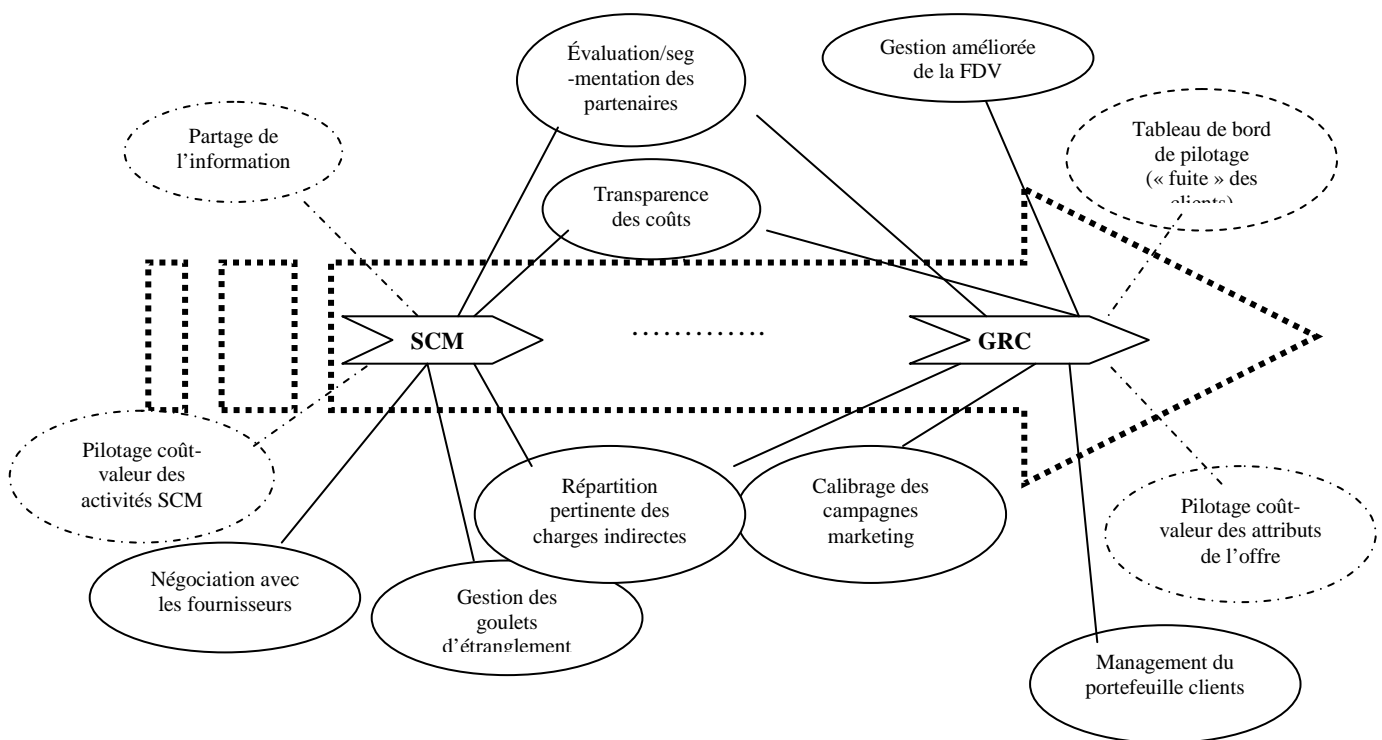 Évaluation/seg
-mentation des
partenaires
Gestion améliorée
de la FDV
Partage de
l’information
Tableau de bord
de pilotage
(« fuite » des
clients)
Transparence
des coûts
SCM
…………
GRC
Pilotage coût-
valeur des
activités SCM
Répartition
pertinente des
charges indirectes
Calibrage des
campagnes
marketing
Pilotage coût-
valeur des attributs
de l’offre
Négociation avec
les fournisseurs
Gestion des
goulets
d’étranglement
Management du
portefeuille clients